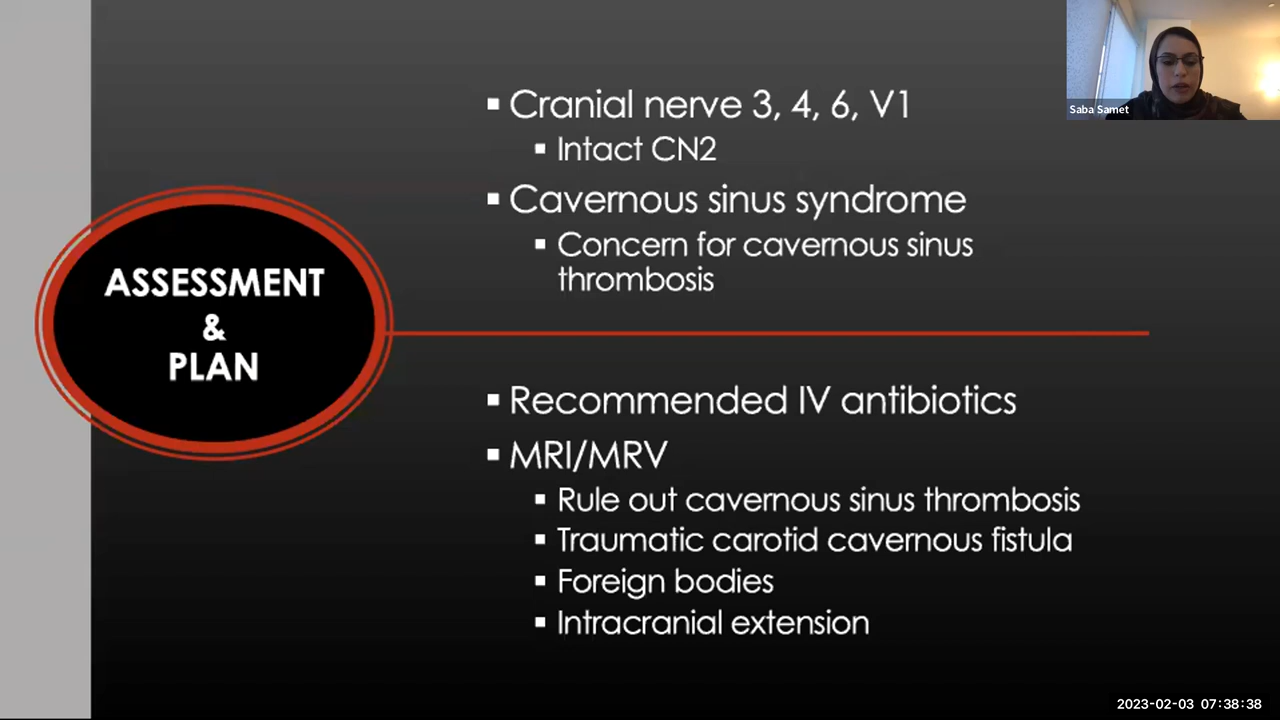 Saba Samet
ASSESSMENT
&
PLAN
▪ Cranial nerve 3, 4, 6, V1
▪ Intact CN2
▪ Cavernous sinus syndrome
▪ Concern for cavernous sinus
thrombosis
▪ Recommended IV antibiotics
▪ MRI/MRV
▪ Rule out cavernous sinus thrombosis
▪ Traumatic carotid cavernous fistula
▪ Foreign bodies
▪ Intracranial extension
2023-02-03 07:38:38